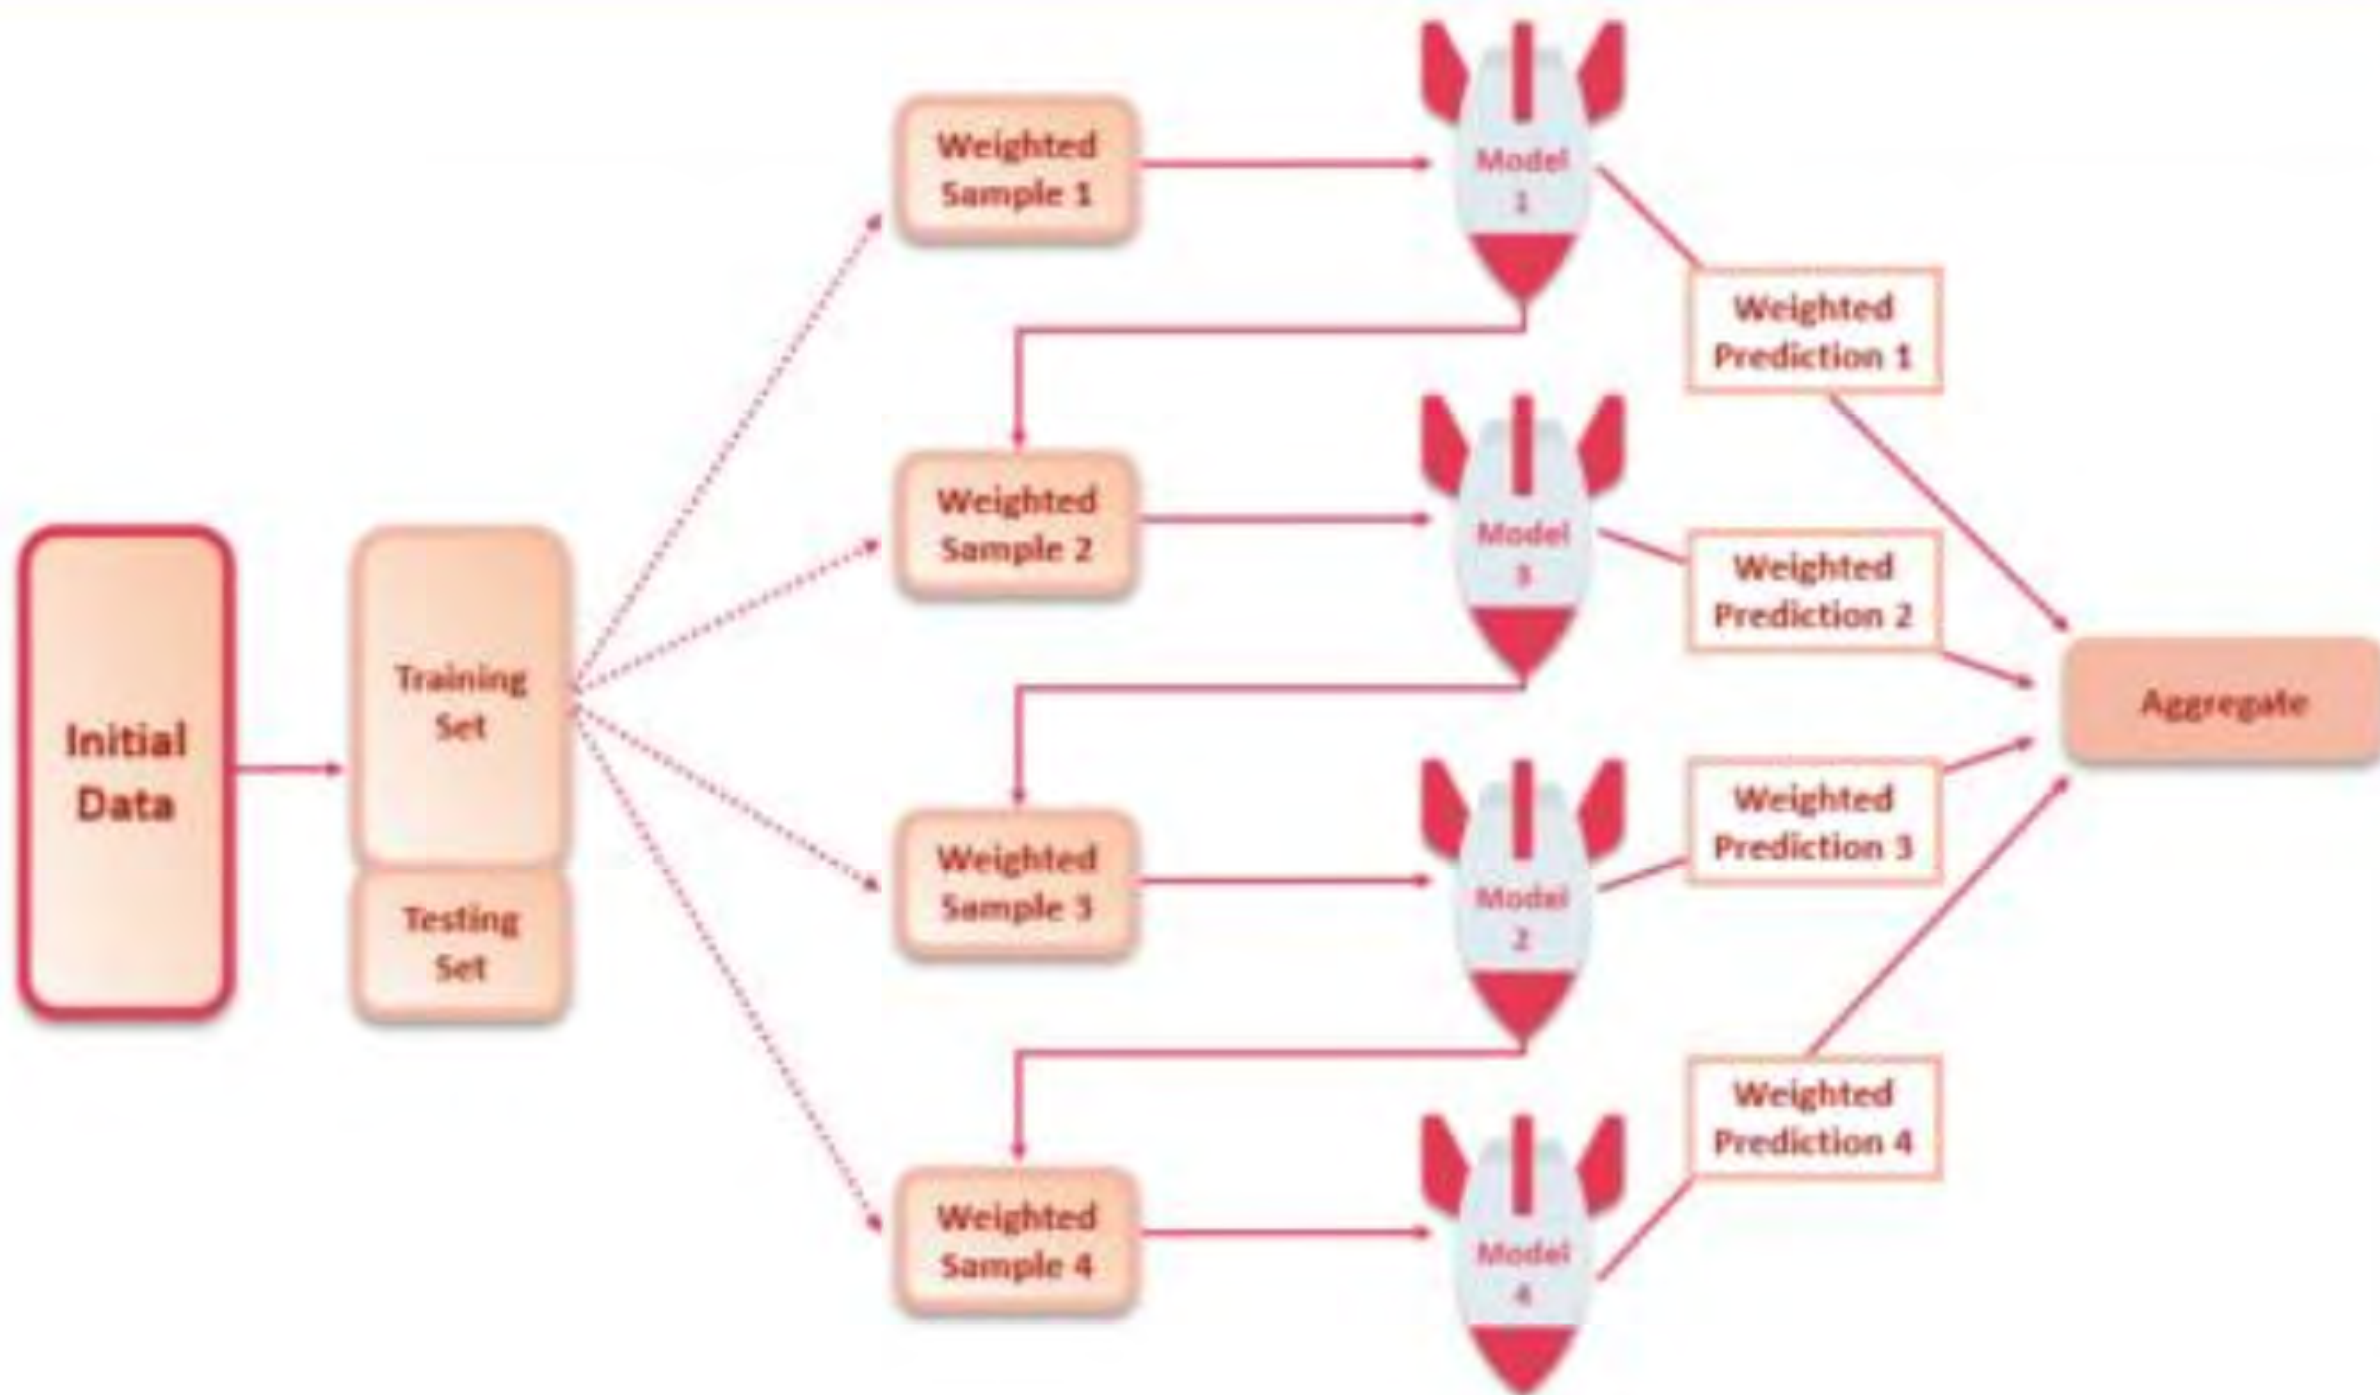 Initial
Data
Training
Set
Testing
Set
Weighted
Sample 1
Weighted
Sample 2
Weighted
Sample 3
Weighted
Sample 4
Model
1
Model
3
Model
2
Model
4
Weighted
Prediction 1
Weighted
Prediction 2
Weighted
Prediction 3
Weighted
Prediction 4
Aggregate